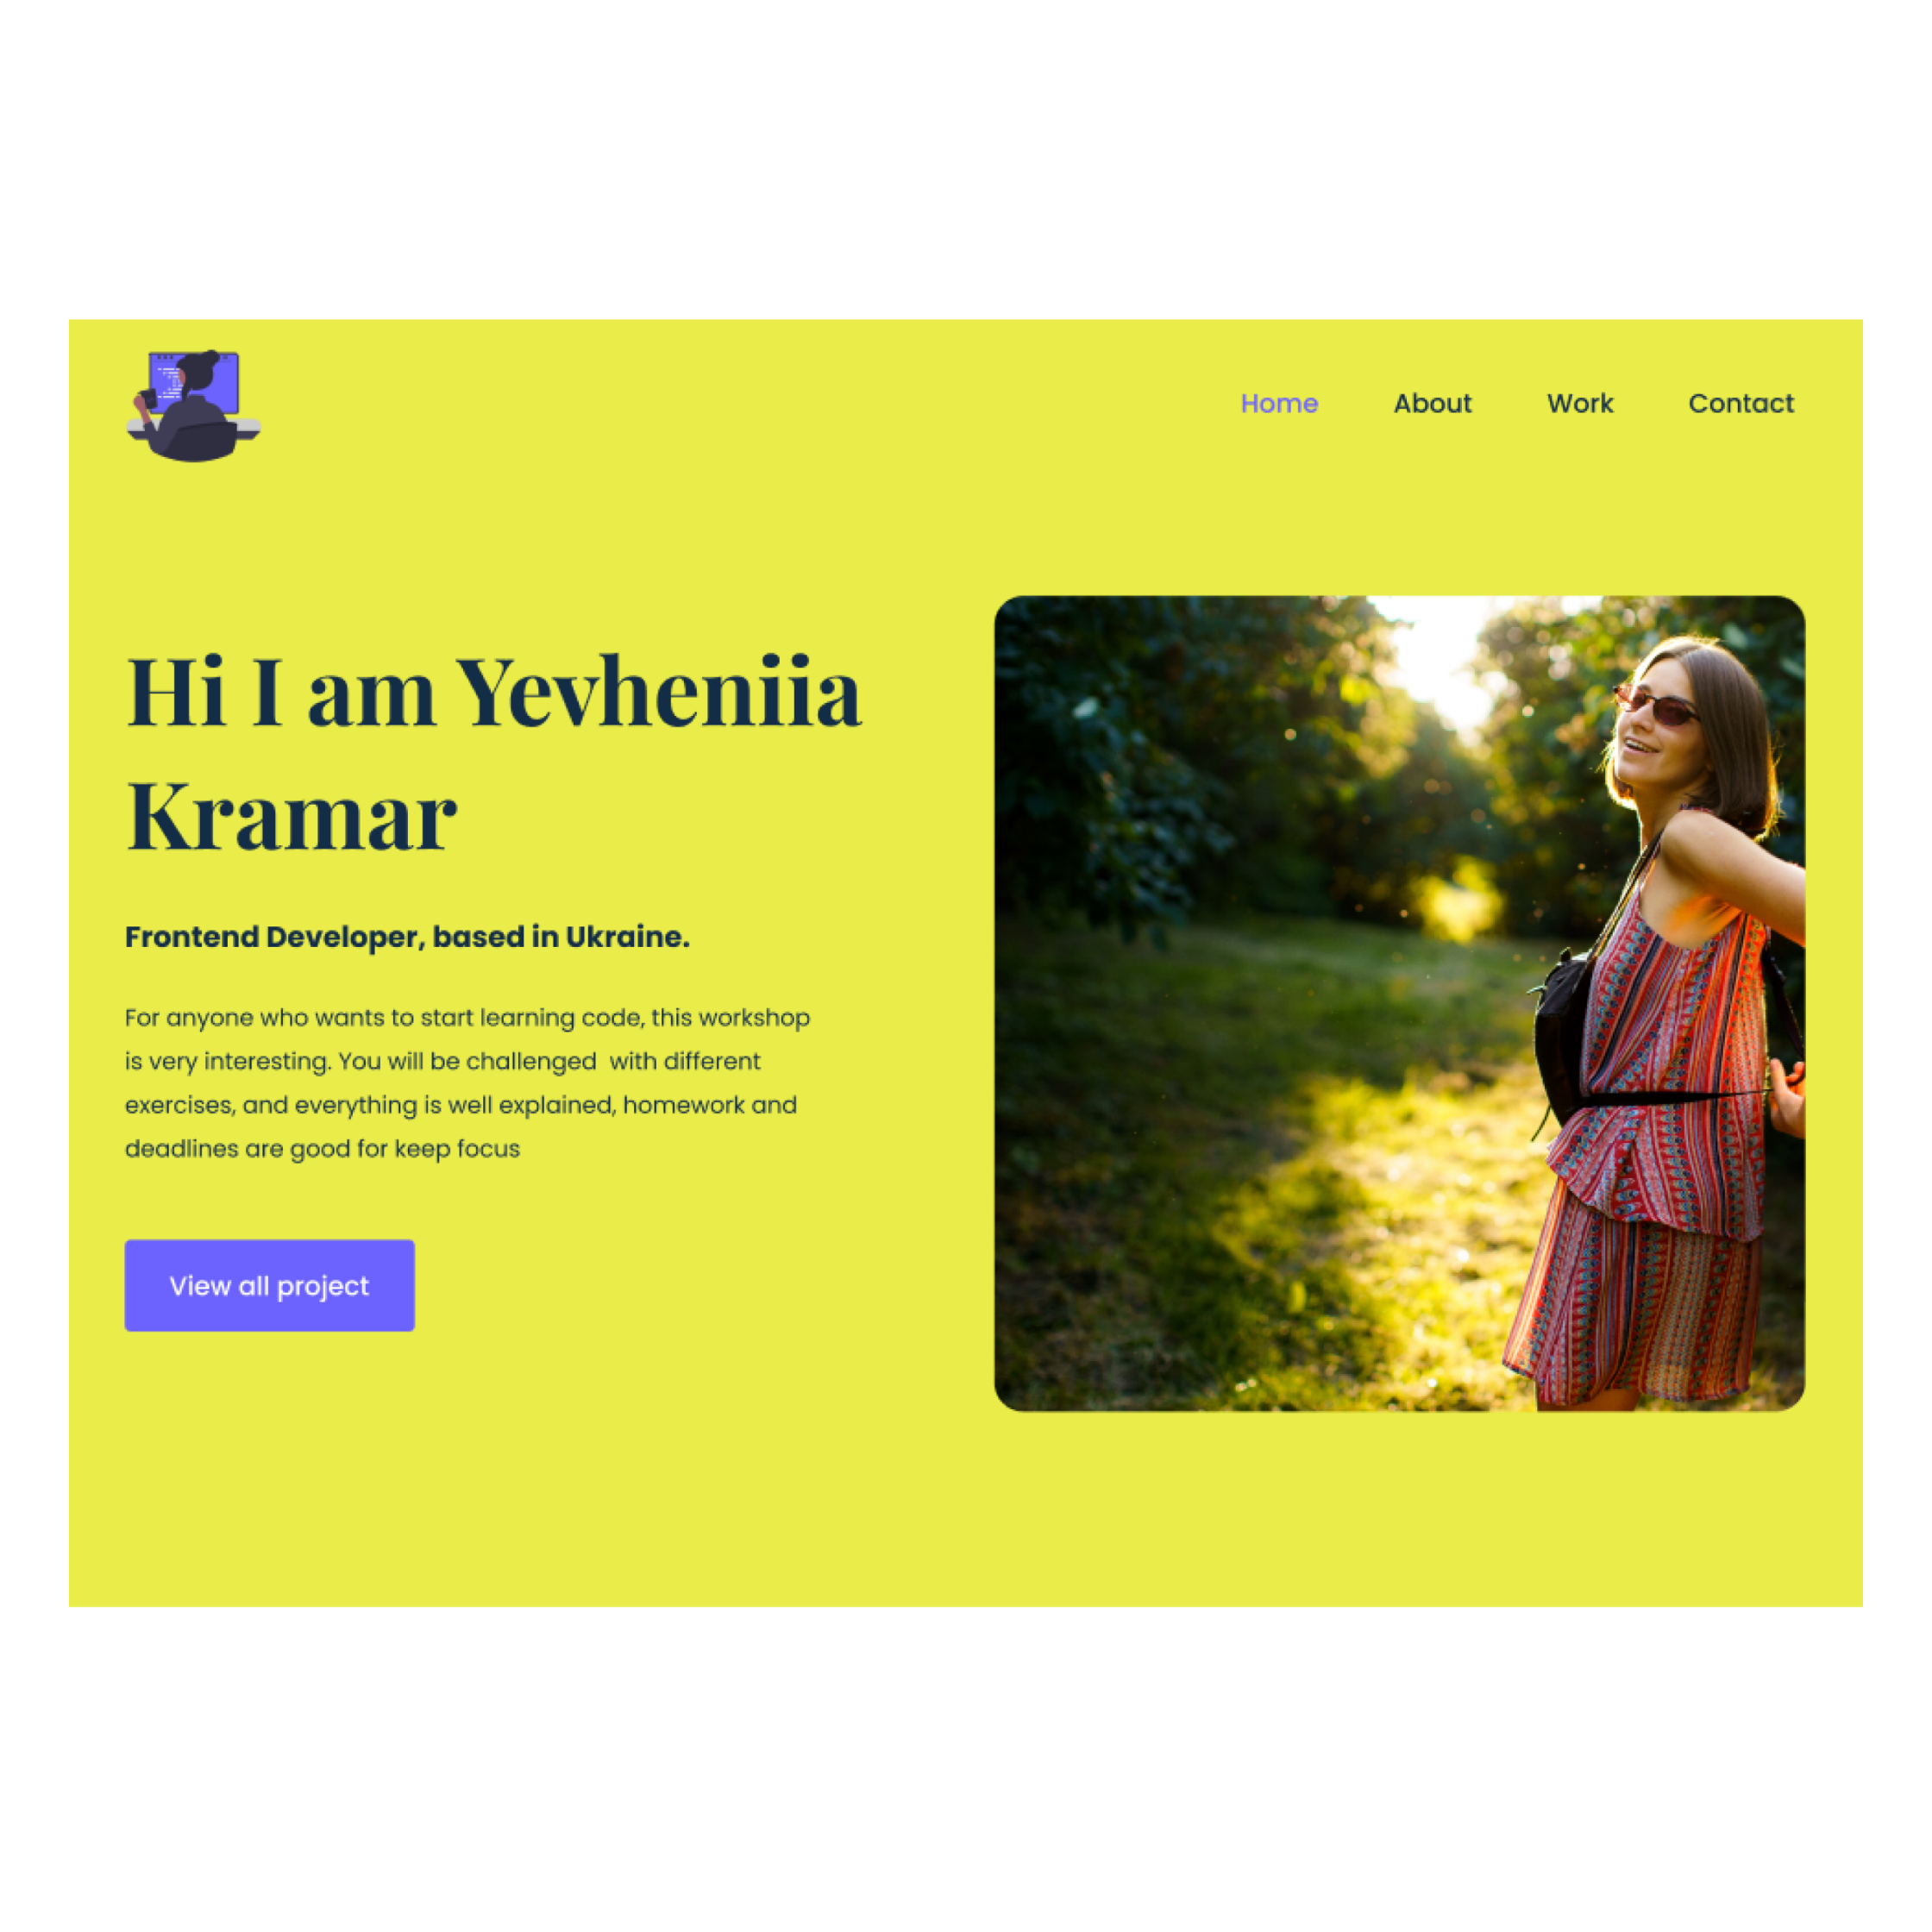 Home About Work Contact
Hi I am Yevheniia
Kramar
Frontend Developer, based in Ukraine.
For anyone who wants to start learning code, this workshop
is very interesting. You will be challenged  with different
exercises, and everything is well explained, homework and
deadlines are good for keep focus
View all project